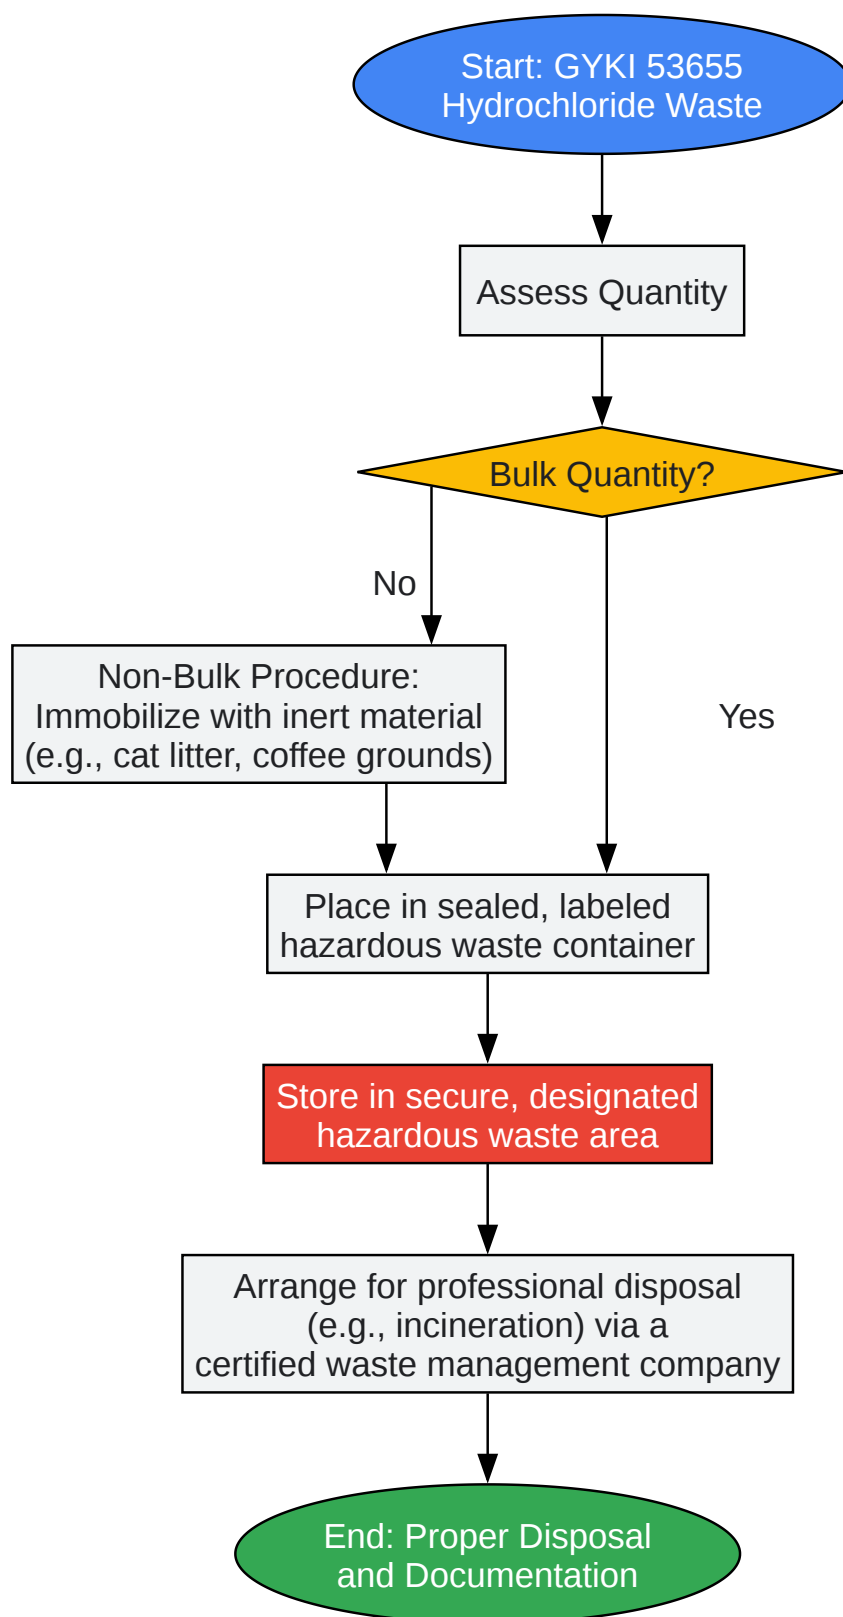 Start: GYKI 53655
Hydrochloride Waste
Assess Quantity
Bulk Quantity?
No
Non-Bulk Procedure:
Immobilize with inert material
(e.g., cat litter, coffee grounds)
Yes
Place in sealed, labeled
hazardous waste container
Store in secure, designated
hazardous waste area
Arrange for professional disposal
(e.g., incineration) via a
certified waste management company
End: Proper Disposal
and Documentation